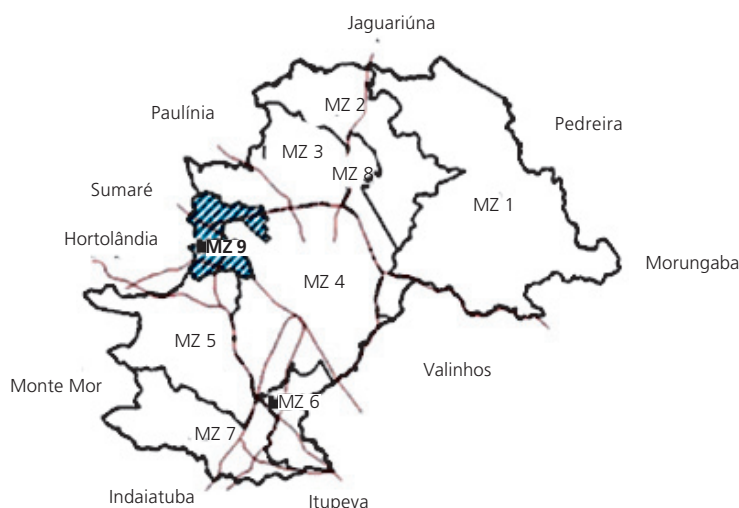 Jaguariúna
MZ 2
Paulínia
Pedreira
MZ 3
MZ 8
Sumaré
MZ 1
Hortolândia
MZ 9
Morungaba
MZ 4
MZ 5
Valinhos
Monte Mor
MZ 6
MZ 7
Indaiatuba
Itupeva